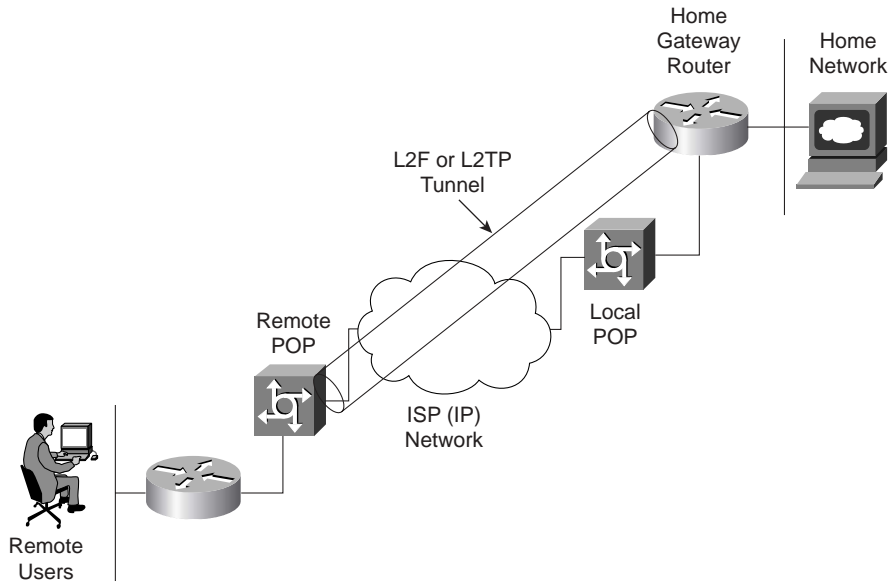 Home
Gateway
Router
Home
Network
L2F or L2TP
Tunnel
Remote
POP
Local
POP
ISP (IP)
Network
Remote
Users